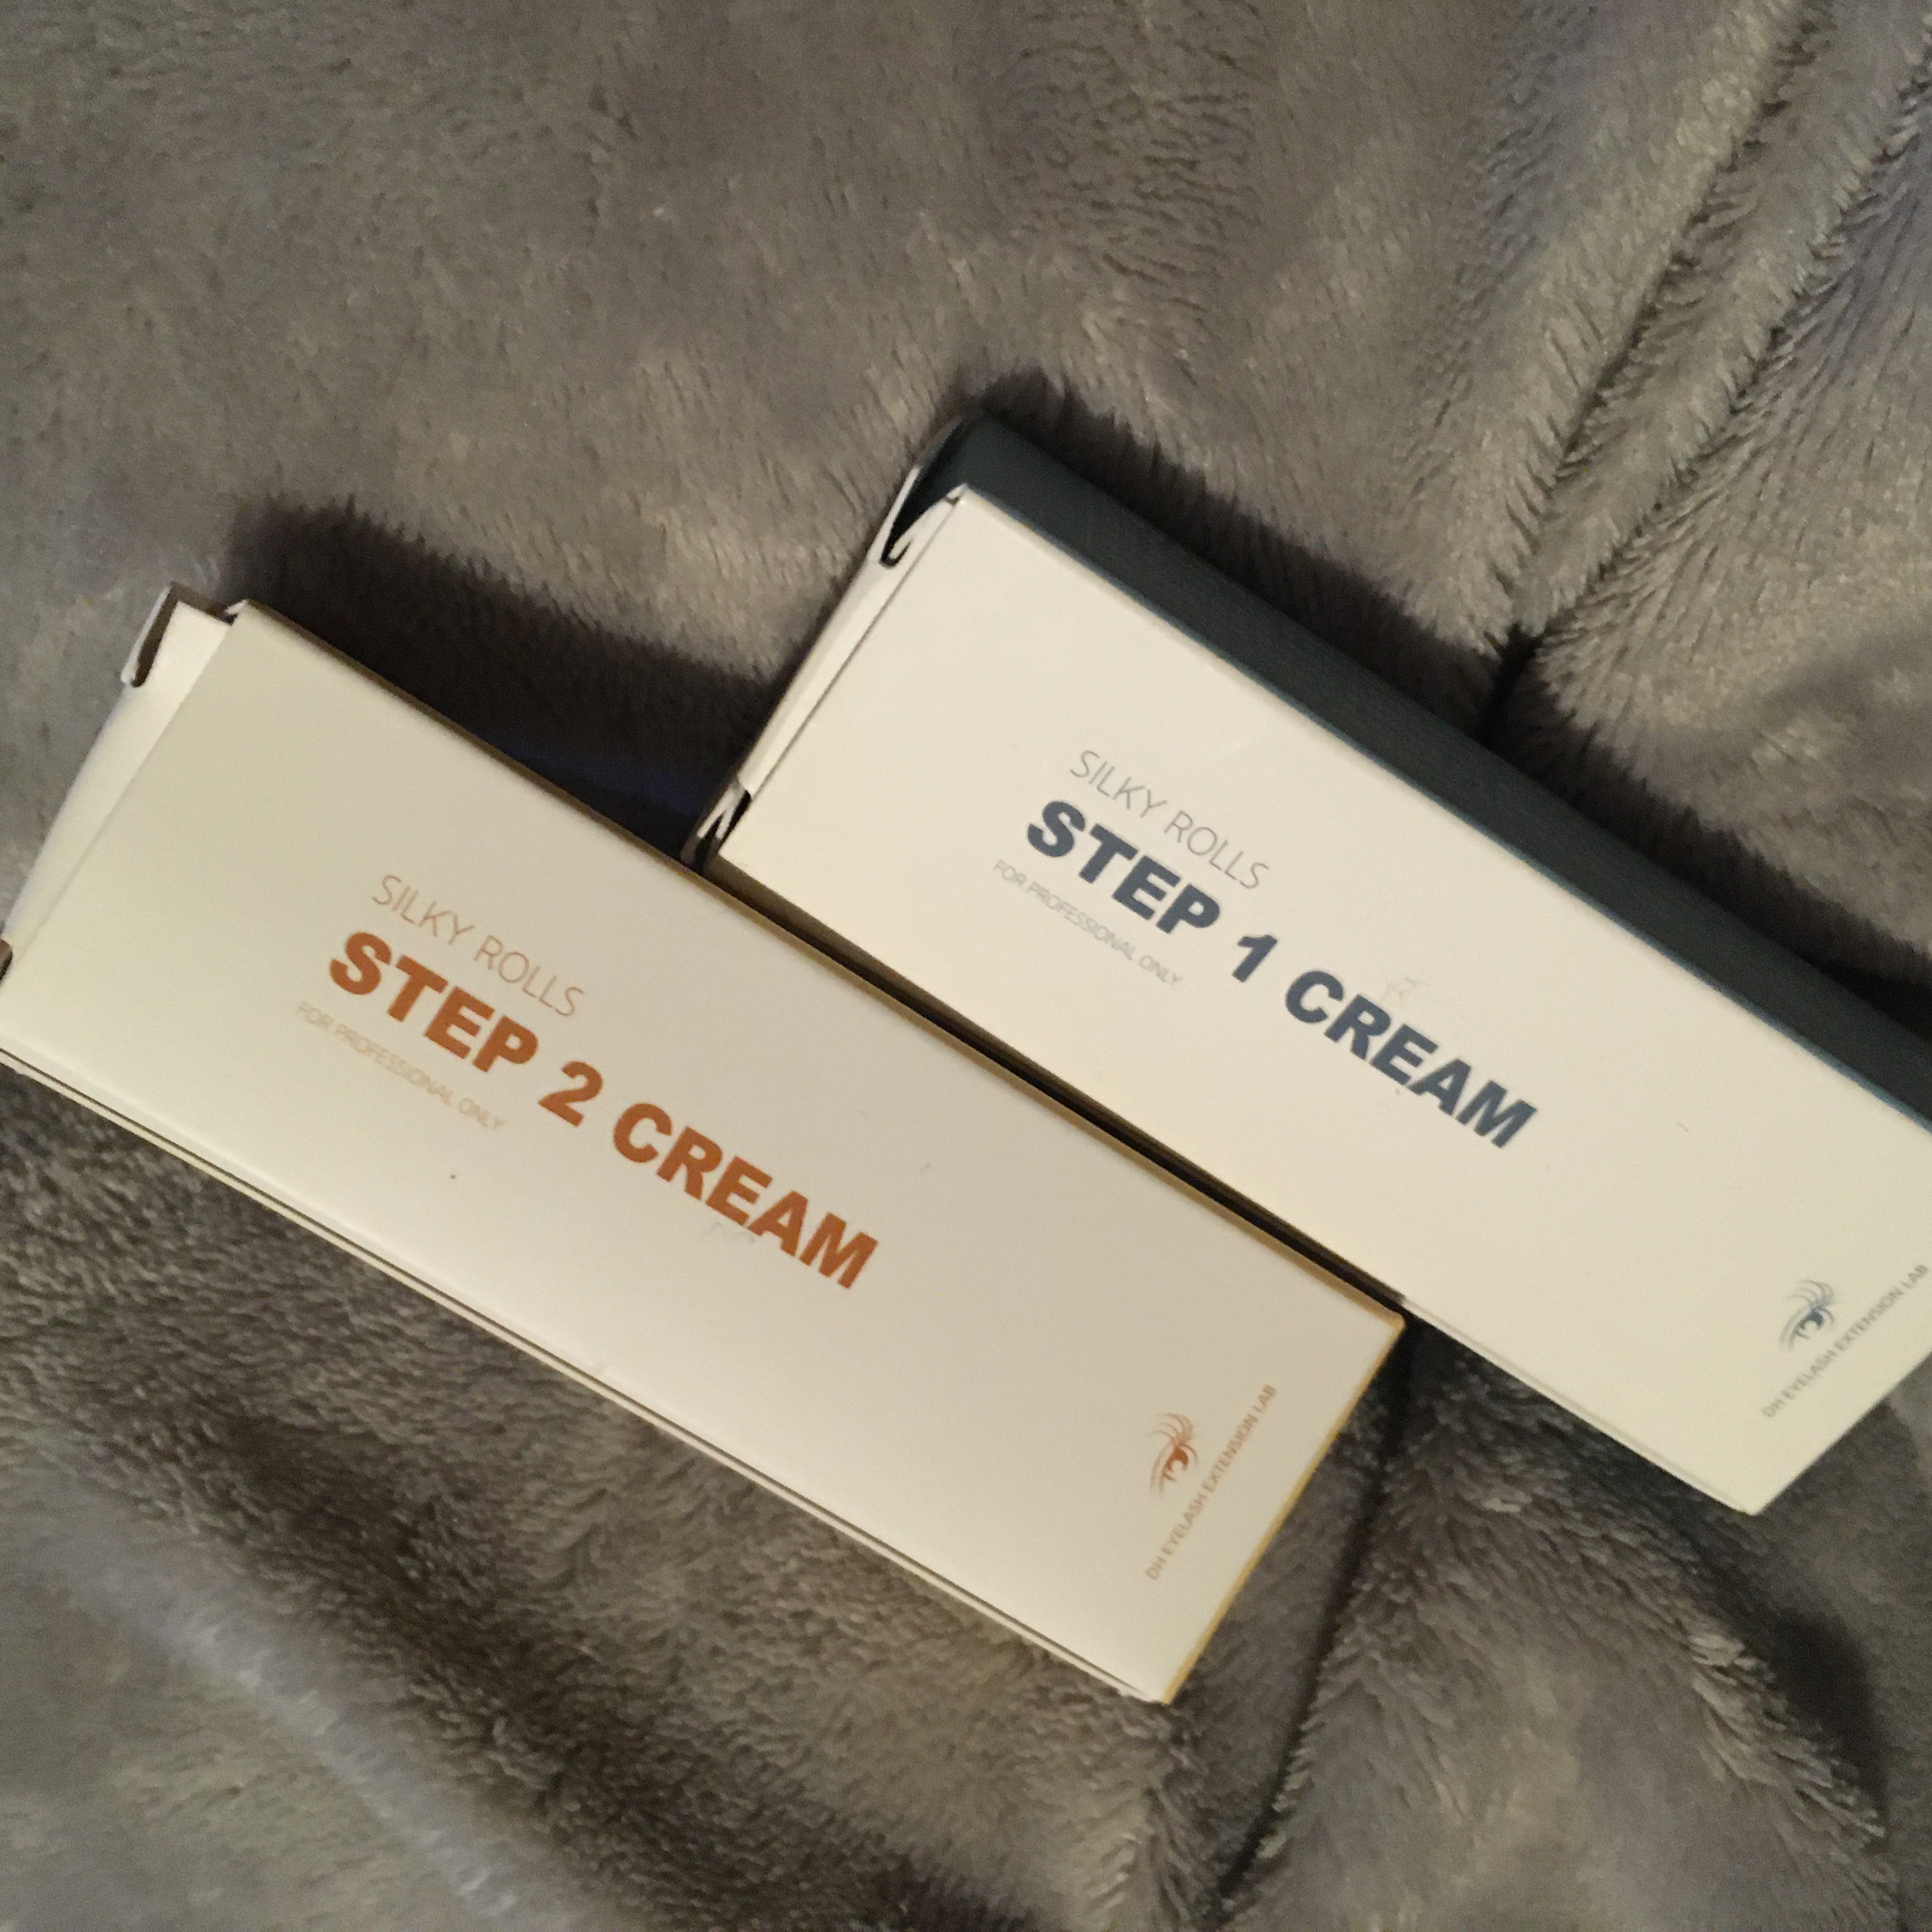 SILKY ROLLS
STEP 1 CREAM
FOR PROFESSIONAL ONLY
DH EYELASH EXTENSION LAB
SILKY ROLLS
STEP 2 CREAM
FOR PROFESSIONAL ONLY
DH EYELASH EXTENSION LAB